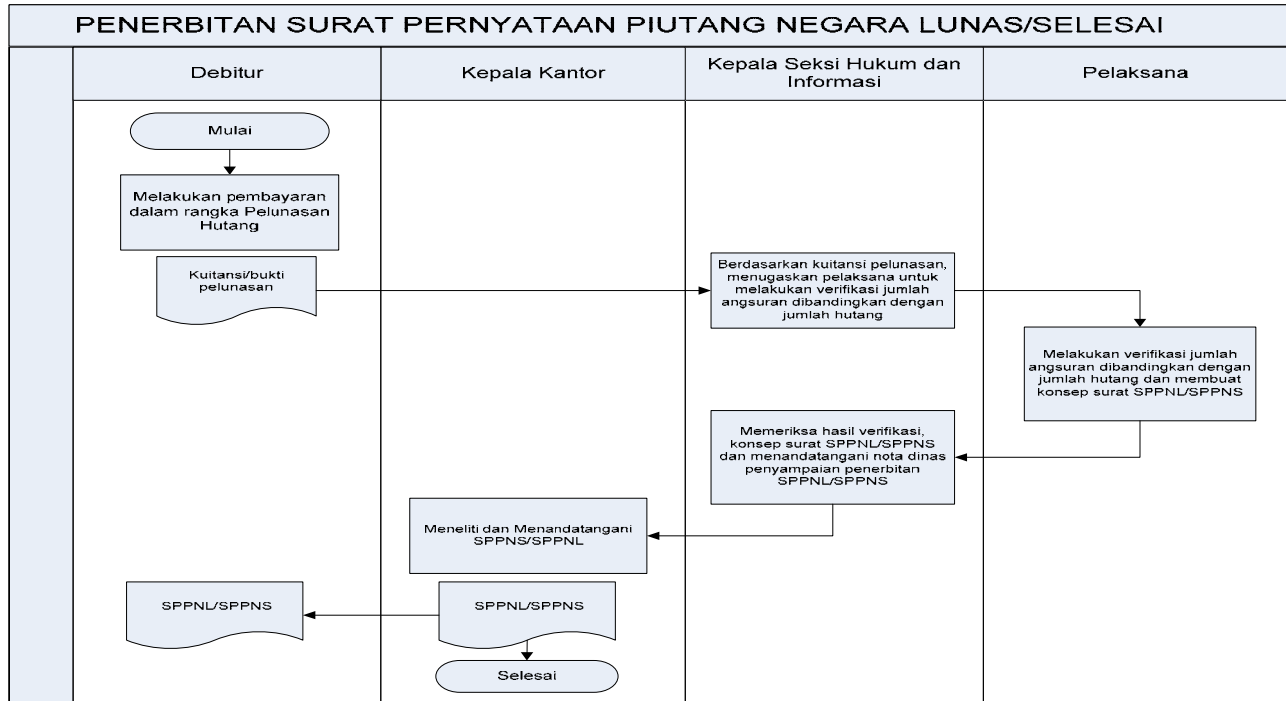 PENERBITAN SURAT PERNYATAAN PIUTANG NEGARA LUNAS/SELESAI
Debitur
Kepala Kantor
Kepala Seksi Hukum dan
Informasi
Pelaksana
Mulai
Melakukan pembayaran
dalam rangka Pelunasan
Hutang
Kuitansi/bukti
pelunasan
Berdasarkan kuitansi pelunasan,
menugaskan pelaksana untuk
melakukan verifikasi jumlah
angsuran dibandingkan dengan
jumlah hutang
Melakukan verifikasi jumlah
angsuran dibandingkan dengan
jumlah hutang dan membuat
konsep surat SPPNL/SPPNS
Memeriksa hasil verifikasi,
konsep surat SPPNL/SPPNS
dan menandatangani nota dinas
penyampaian penerbitan
SPPNL/SPPNS
Meneliti dan Menandatangani
SPPNS/SPPNL
SPPNL/SPPNS
SPPNL/SPPNS
Selesai